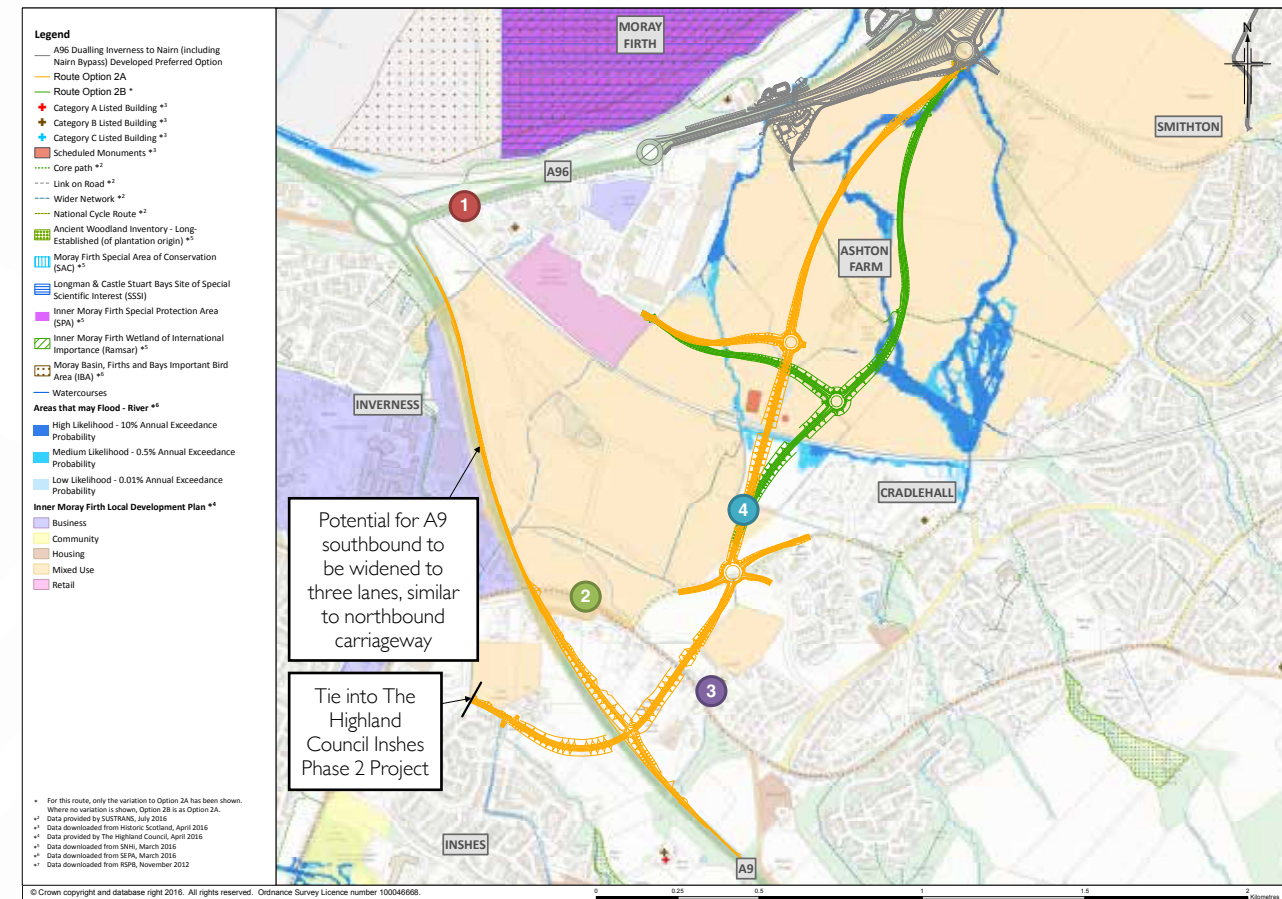 Legend
A96 Dualling Inverness to Nairn (including
Nairn Bypass) Developed Preferred Option
Route Option 2A
Route Option 2B *
Category A Listed Building *³
Category B Listed Building *³
Category C Listed Building *³
Scheduled Monuments *³
Core path *²
Link on Road *²
Wider Network *²
National Cycle Route *²
Ancient Woodland Inventory - Long-
Established (of plantation origin) *⁵
Moray Firth Special Area of Conservation
(SAC) *⁵
Longman & Castle Stuart Bays Site of Special
Scientific Interest (SSSI)
Inner Moray Firth Special Protection Area
(SPA) *⁵
Inner Moray Firth Wetland of International
Importance (Ramsar) *⁵
Moray Basin, Firths and Bays Important Bird
Area (IBA) *⁶
Watercourses
Areas that may Flood - River *⁶
High Likelihood - 10% Annual Exceedance
Probability
Medium Likelihood - 0.5% Annual Exceedance
Probability
Low Likelihood - 0.01% Annual Exceedance
Probability
Inner Moray Firth Local Development Plan *⁴
Business
Community
Housing
Mixed Use
Retail
* For this route, only the variation to Option 2A has been shown.
Where no variation is shown, Option 2B is as Option 2A.
*² Data provided by SUSTRANS, July 2016
*³ Data downloaded from Historic Scotland, April 2016
*⁴ Data provided by The Highland Council, April 2016
*⁵ Data downloaded from SNHi, March 2016
*⁶ Data downloaded from SEPA, March 2016
*⁷ Data downloaded from RSPB, November 2012
MORAY
FIRTH
N
SMITHTON
A96
1
ASHTON
FARM
INVERNESS
CRADLEHALL
4
Potential for A9
southbound to
be widened to
three lanes, similar
to northbound
carriageway
2
3
Tie into The
Highland
Council Inshes
Phase 2 Project
INSHES
A9
© Crown copyright and database right 2016. All rights reserved. Ordnance Survey Licence number 100046668.
0 0.25 0.5 1 1.5 2
Kilometres